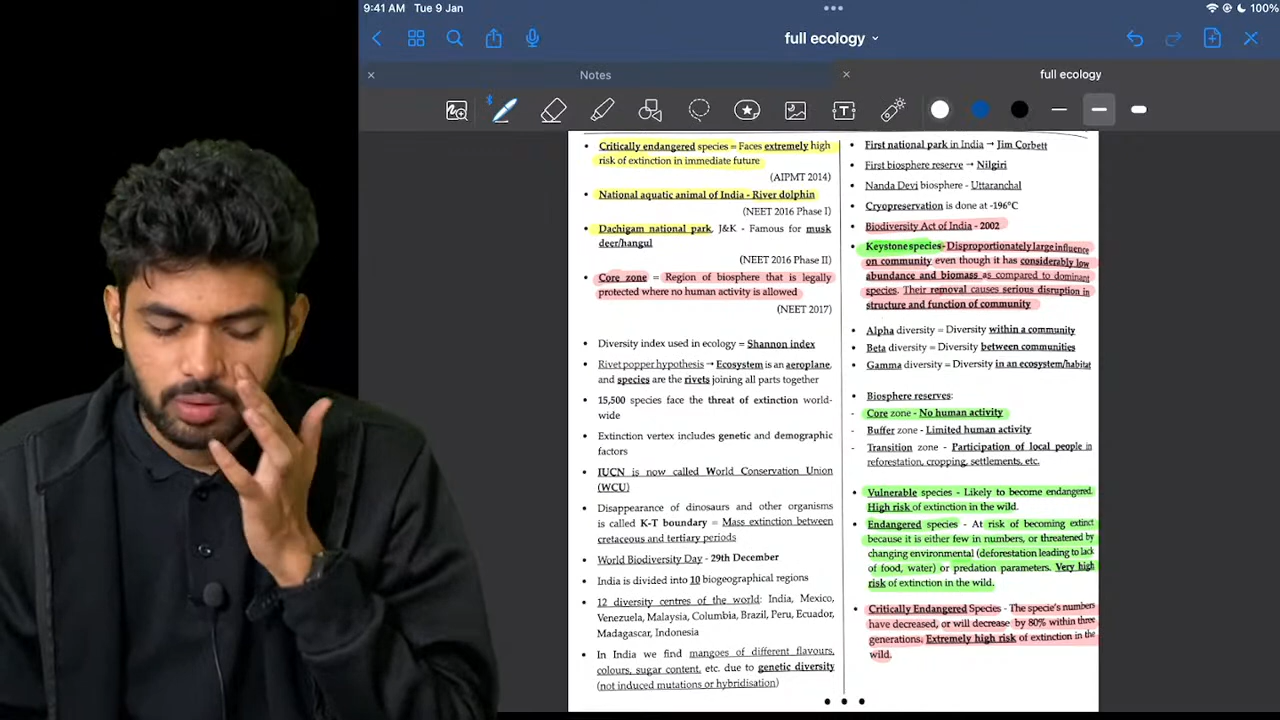 9:41 AM Tue 9 Jan
100%
full ecology
Notes
full ecology
Critically endangered species = Faces extremely high
risk of extinction in immediate future
(AIPMT 2014)
National aquatic animal of India - River dolphin
(NEET 2016 Phase I)
Dachigam national park, J&K - Famous for musk
deer/hangul
(NEET 2016 Phase II)
Core zone = Region of biosphere that is legally
protected where no human activity is allowed
(NEET 2017)
Diversity index used in ecology = Shannon index
Rivet popper hypothesis → Ecosystem is an aeroplane,
and species are the rivets joining all parts together
15,500 species face the threat of extinction world-
wide
Extinction vertex includes genetic and demographic
factors
IUCN is now called World Conservation Union
(WCU)
Disappearance of dinosaurs and other organisms
is called K-T boundary = Mass extinction between
cretaceous and tertiary periods
World Biodiversity Day - 29th December
India is divided into 10 biogeographical regions
12 diversity centres of the world: India, Mexico,
Venezuela, Malaysia, Columbia, Brazil, Peru, Ecuador,
Madagascar, Indonesia
In India we find mangoes of different flavours,
colours, sugar content, etc. due to genetic diversity
(not induced mutations or hybridisation)
First national park in India → Jim Corbett
First biosphere reserve → Nilgiri
Nanda Devi biosphere - Uttaranchal
Cryopreservation is done at -196°C
Biodiversity Act of India - 2002
Keystone species - Disproportionately large influence
on community even though it has considerably low
abundance and biomass as compared to dominant
species. Their removal causes serious disruption in
structure and function of community
Alpha diversity = Diversity within a community
Beta diversity = Diversity between communities
Gamma diversity = Diversity in an ecosystem/habitat
Biosphere reserves:
- Core zone - No human activity
- Buffer zone - Limited human activity
- Transition zone - Participation of local people in
reforestation, cropping, settlements, etc.
Vulnerable species - Likely to become endangered.
High risk of extinction in the wild.
Endangered species - At risk of becoming extinct
because it is either few in numbers, or threatened by
changing environmental (deforestation leading to lack
of food, water) or predation parameters. Very high
risk of extinction in the wild.
Critically Endangered Species - The specie's numbers
have decreased, or will decrease by 80% within three
generations. Extremely high risk of extinction in the
wild.